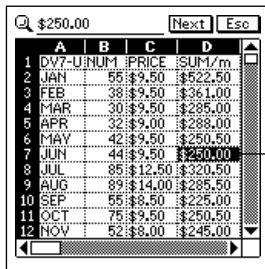 $250.00 Next Esc
A B C D
1 DV7-U NUM PRICE SUM/m
2 JAN 55 $9.50 $522.50
3 FEB 38 $9.50 $361.00
4 MAR 30 $9.50 $285.00
5 APR 32 $9.00 $288.00
6 MAY 42 $9.50 $250.50
7 JUN 44 $9.50 $250.00
8 JUL 85 $12.50 $320.50
9 AUG 89 $14.00 $285.50
10 SEP 55 $8.50 $225.00
11 OCT 75 $9.50 $250.50
12 NOV 52 $8.00 $245.00